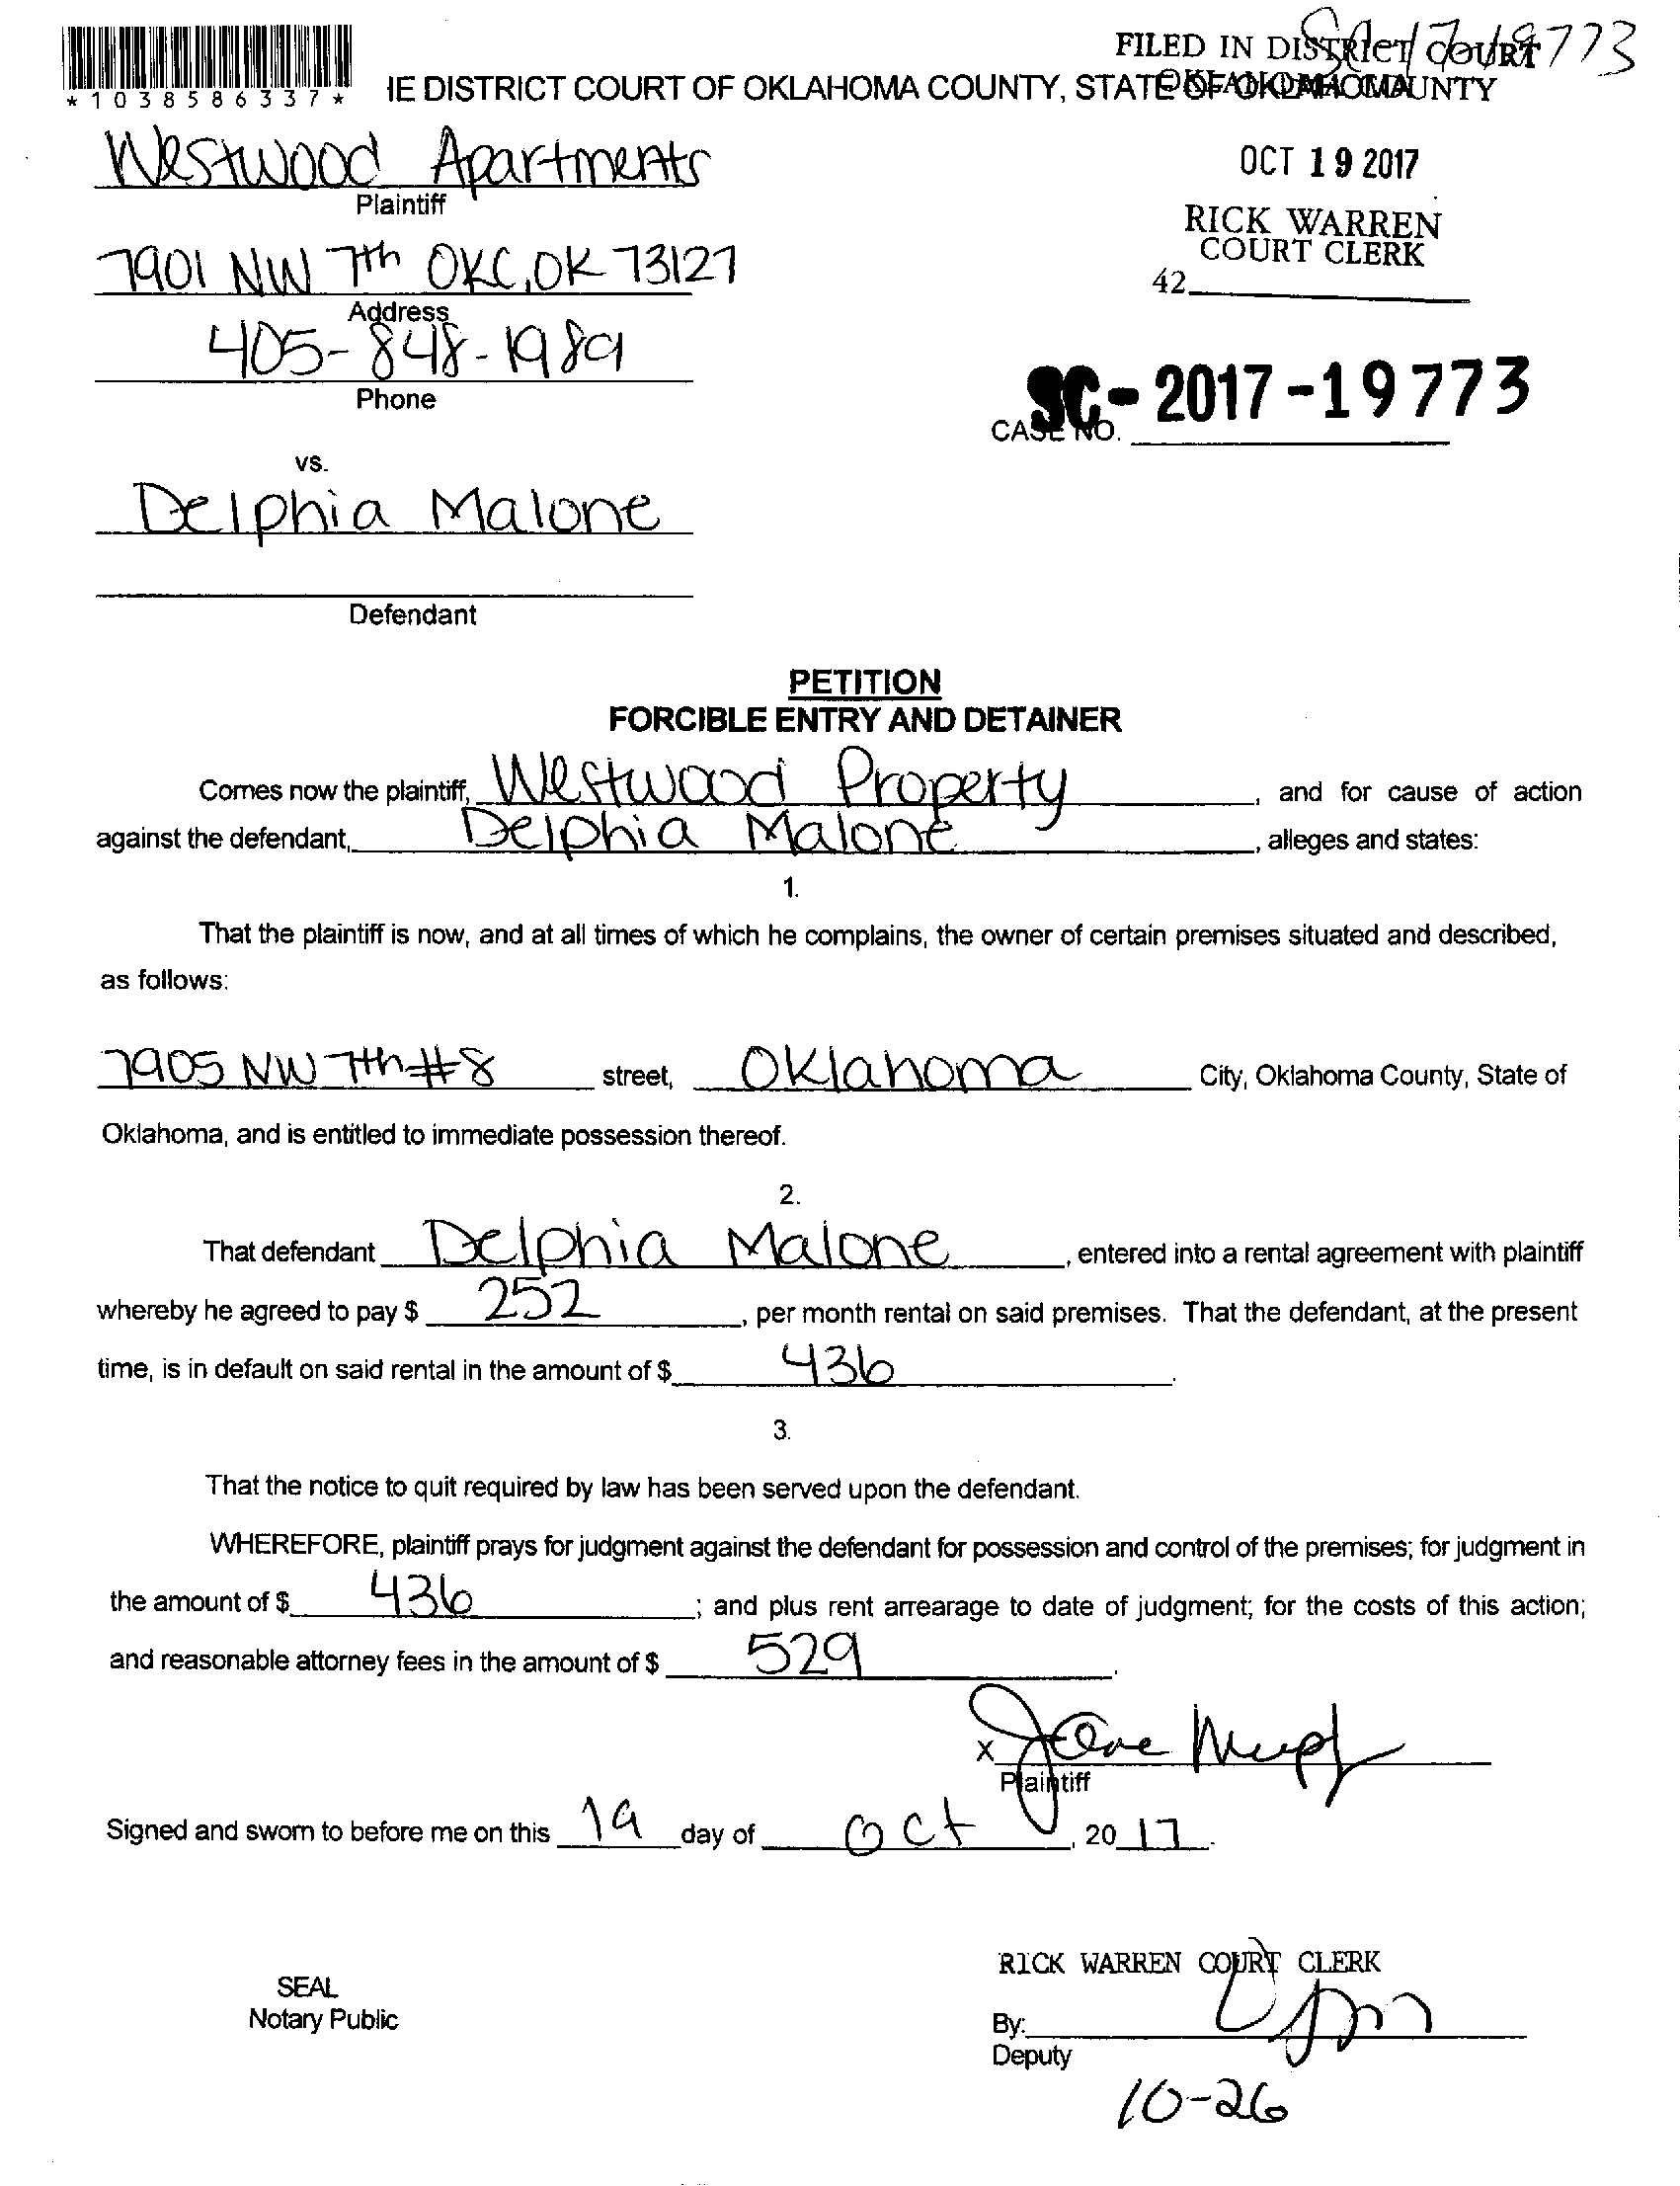 FILED IN DISTRICT COURT
OKLAHOMA COUNTY
*1038586337*
IE DISTRICT COURT OF OKLAHOMA COUNTY, STATE OF OKLAHOMA
Westwood Apartments
Plaintiff
OCT 19 2017
RICK WARREN
COURT CLERK
42
7901 NW 7th OKC, OK 73127
Address
405-848-1989
Phone
SC-2017-19773
CASE NO.
vs.
Delphia Malone
Defendant
PETITION
FORCIBLE ENTRY AND DETAINER
Comes now the plaintiff, Westwood Property, and for cause of action
against the defendant, Delphia Malone, alleges and states:
1.
That the plaintiff is now, and at all times of which he complains, the owner of certain premises situated and described,
as follows:
7905 NW 7th #8 street, Oklahoma City, Oklahoma County, State of
Oklahoma, and is entitled to immediate possession thereof.
2.
That defendant Delphia Malone, entered into a rental agreement with plaintiff
whereby he agreed to pay $ 252, per month rental on said premises. That the defendant, at the present
time, is in default on said rental in the amount of $ 436.
3.
That the notice to quit required by law has been served upon the defendant.
WHEREFORE, plaintiff prays for judgment against the defendant for possession and control of the premises; for judgment in
the amount of $ 436; and plus rent arrearage to date of judgment; for the costs of this action;
and reasonable attorney fees in the amount of $ 529.
x
Plaintiff
Signed and sworn to before me on this 19 day of Oct, 2017.
RICK WARREN COURT CLERK
SEAL
Notary Public
By:
Deputy
10-26